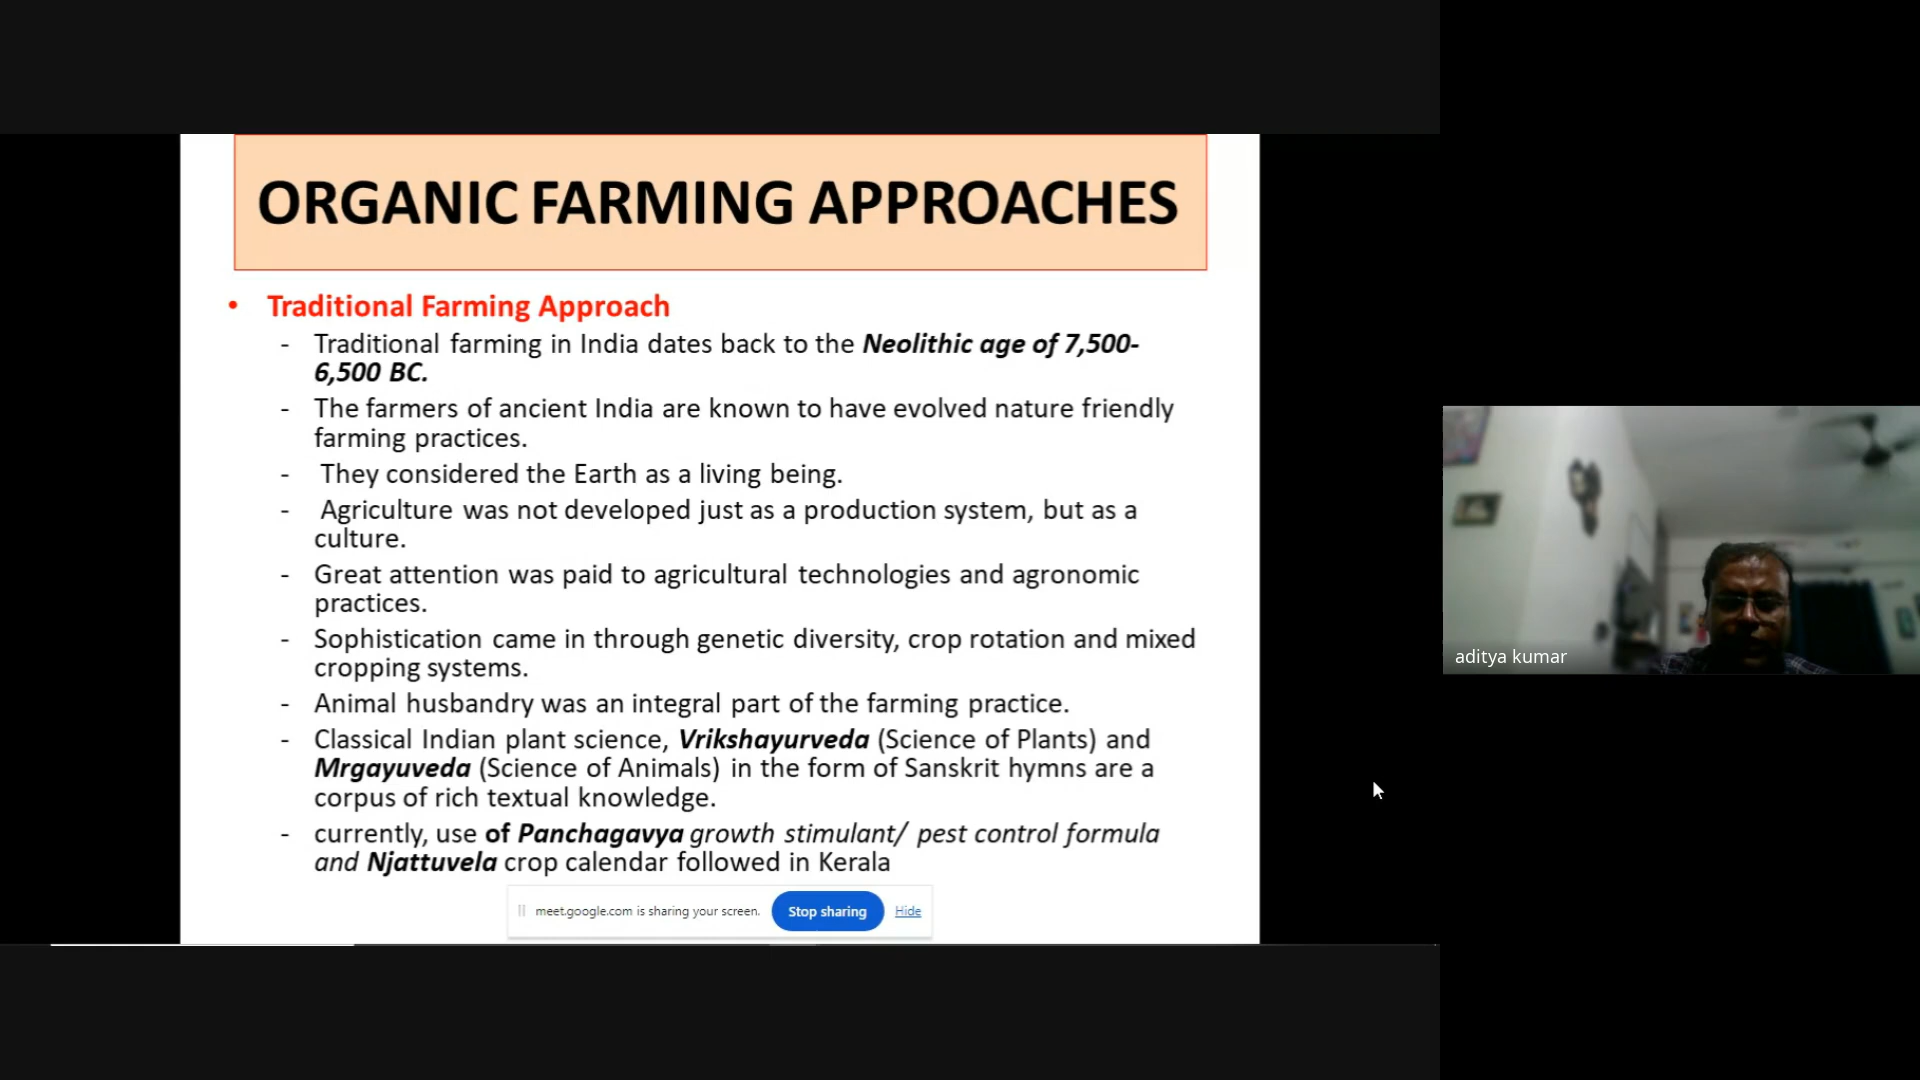 ORGANIC FARMING APPROACHES
• Traditional Farming Approach
- Traditional farming in India dates back to the Neolithic age of 7,500-
6,500 BC.
- The farmers of ancient India are known to have evolved nature friendly
farming practices.
- They considered the Earth as a living being.
- Agriculture was not developed just as a production system, but as a
culture.
- Great attention was paid to agricultural technologies and agronomic
practices.
- Sophistication came in through genetic diversity, crop rotation and mixed
cropping systems.
- Animal husbandry was an integral part of the farming practice.
- Classical Indian plant science, Vrikshayurveda (Science of Plants) and
Mrgayuveda (Science of Animals) in the form of Sanskrit hymns are a
corpus of rich textual knowledge.
- currently, use of Panchagavya growth stimulant/ pest control formula
and Njattuvela crop calendar followed in Kerala
meet.google.com is sharing your screen. Stop sharing Hide
aditya kumar